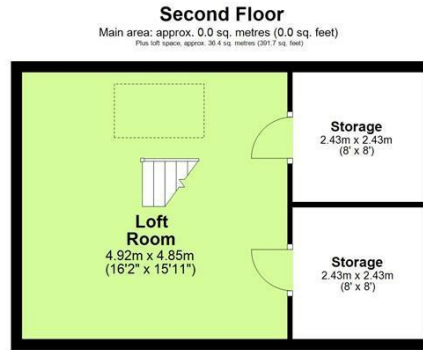 Second Floor
Main area: approx. 0.0 sq. metres (0.0 sq. feet)
Plus loft space, approx. 36.4 sq. metres (391.7 sq. feet)
Storage
2.43m x 2.43m
(8' x 8')
Loft
Room
4.92m x 4.85m
(16'2" x 15'11")
Storage
2.43m x 2.43m
(8' x 8')